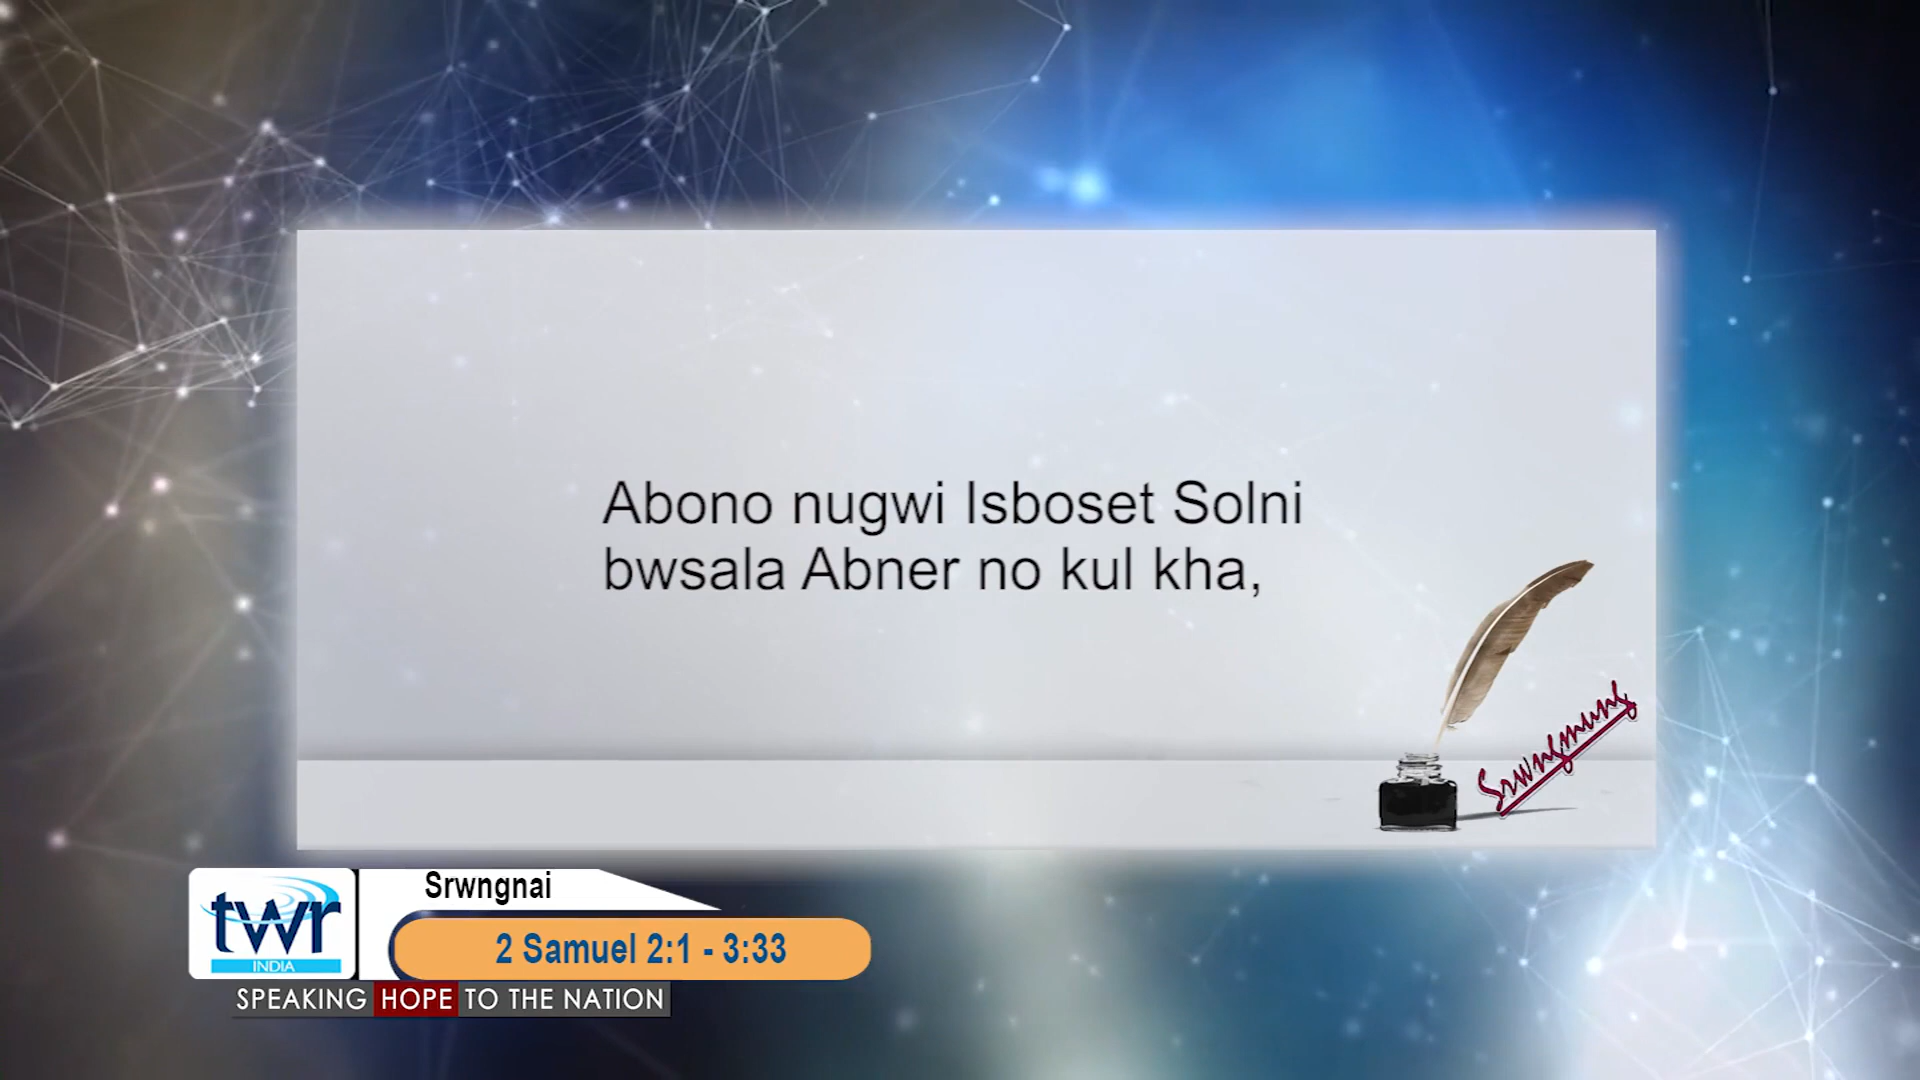 Abono nugwi Isboset Solni
bwsala Abner no kul kha,
Srwngmung
twr
INDIA
Srwngnai
2 Samuel 2:1 - 3:33
SPEAKING HOPE TO THE NATION